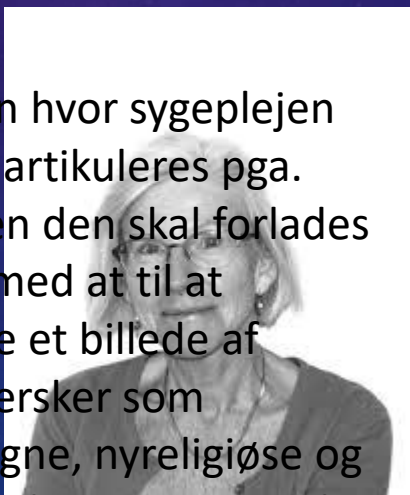 n hvor sygeplejen
artikuleres pga.
n den skal forlades
med at til at
e et billede af
ersker som
gne, nyreligiøse og